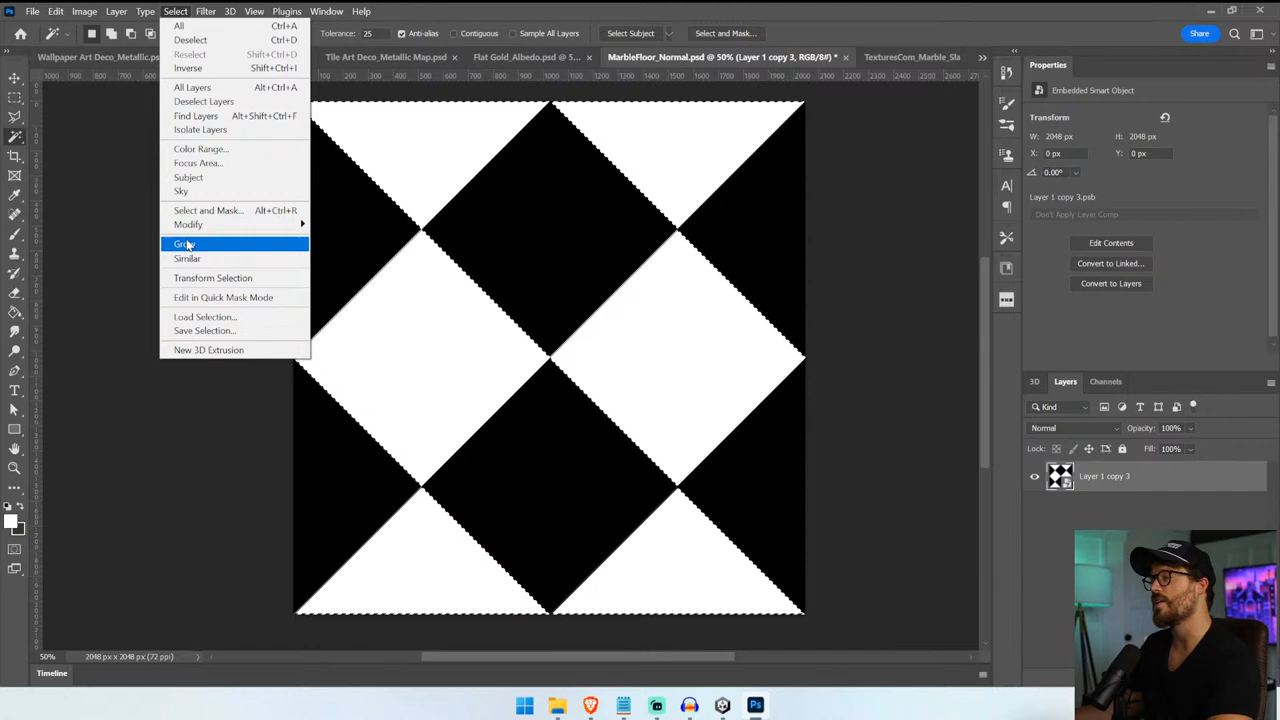 Ps File Edit Image Layer Type Select Filter 3D View Plugins Window Help
Tolerance: 25 Anti-alias Contiguous Sample All Layers Select Subject Select and Mask... Share
Wallpaper Art Deco_Metallic Tile Art Deco_Metallic Map.psd Flat Gold_Albedo.psd @ 5... MarbleFloor_Normal.psd @ 50% (Layer 1 copy 3, RGB/8#) * TexturesCom_Marble_Sla
All Ctrl+A
Deselect Ctrl+D
Reselect Shift+Ctrl+D
Inverse Shift+Ctrl+I
All Layers Alt+Ctrl+A
Deselect Layers
Find Layers Alt+Shift+Ctrl+F
Isolate Layers
Color Range...
Focus Area...
Subject
Sky
Select and Mask... Alt+Ctrl+R
Modify
Grow
Similar
Transform Selection
Edit in Quick Mask Mode
Load Selection...
Save Selection...
New 3D Extrusion
Properties
Embedded Smart Object
Transform
W: 2048 px H: 2048 px
X: 0 px Y: 0 px
0.00°
Layer 1 copy 3.psb
Don't Apply Layer Comp
Edit Contents
Convert to Linked...
Convert to Layers
3D Layers Channels
Kind
Normal Opacity: 100%
Lock: Fill: 100%
Layer 1 copy 3
50% 2048 px x 2048 px (72 ppi)
Timeline
Ps